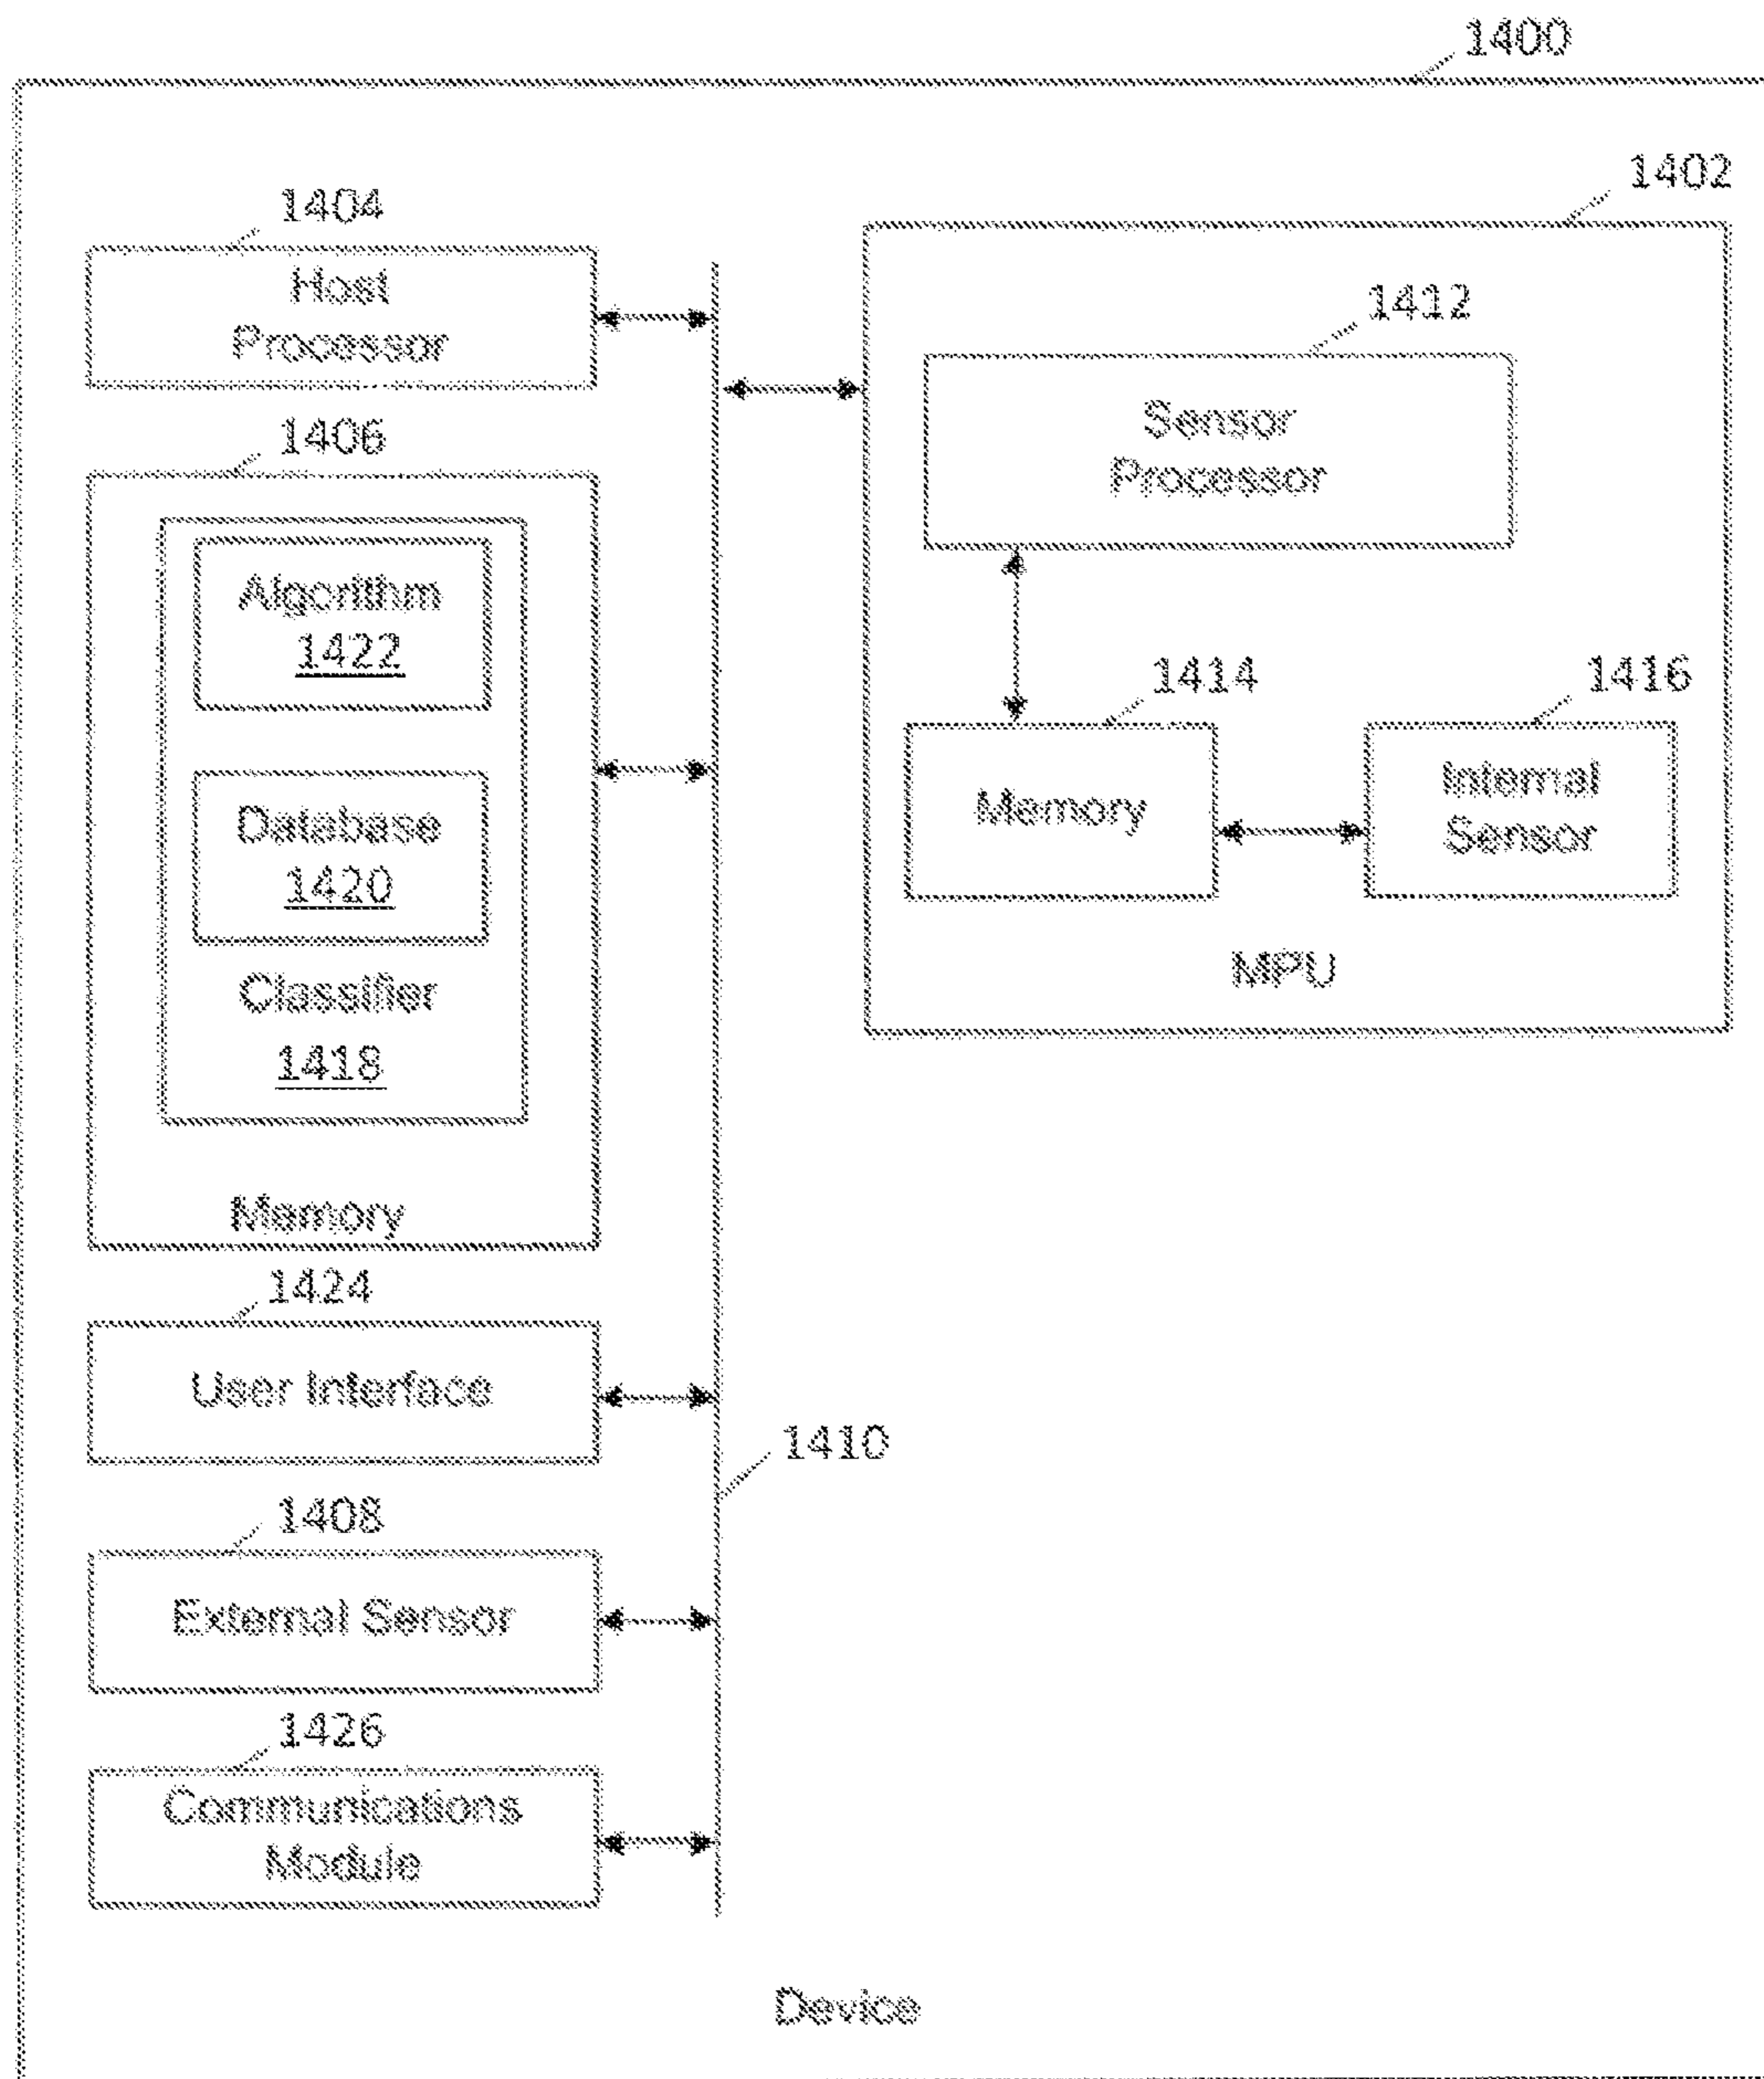 1400
1402
1404
Host
Processor
1412
Sensor
Processor
1406
Algorithm
1422
Database
1420
Classifier
1418
Memory
1414
Memory
1416
Internal
Sensor
MPU
1424
User Interface
1410
1408
External Sensor
1426
Communications
Module
Device